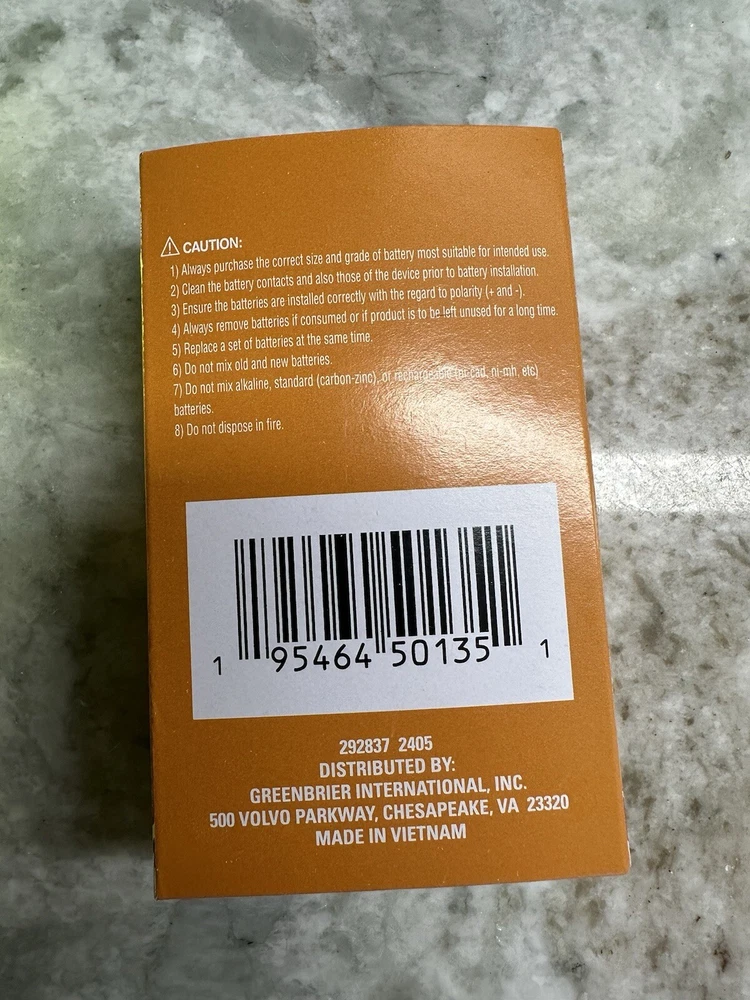 ⚠ CAUTION:
1) Always purchase the correct size and grade of battery most suitable for intended use.
2) Clean the battery contacts and also those of the device prior to battery installation.
3) Ensure the batteries are installed correctly with the regard to polarity (+ and -).
4) Always remove batteries if consumed or if product is to be left unused for a long time.
5) Replace a set of batteries at the same time.
6) Do not mix old and new batteries.
7) Do not mix alkaline, standard (carbon-zinc), or rechargeable (ni-cad, ni-mh, etc)
batteries.
8) Do not dispose in fire.
1 95464 50135 1
292837 2405
DISTRIBUTED BY:
GREENBRIER INTERNATIONAL, INC.
500 VOLVO PARKWAY, CHESAPEAKE, VA 23320
MADE IN VIETNAM